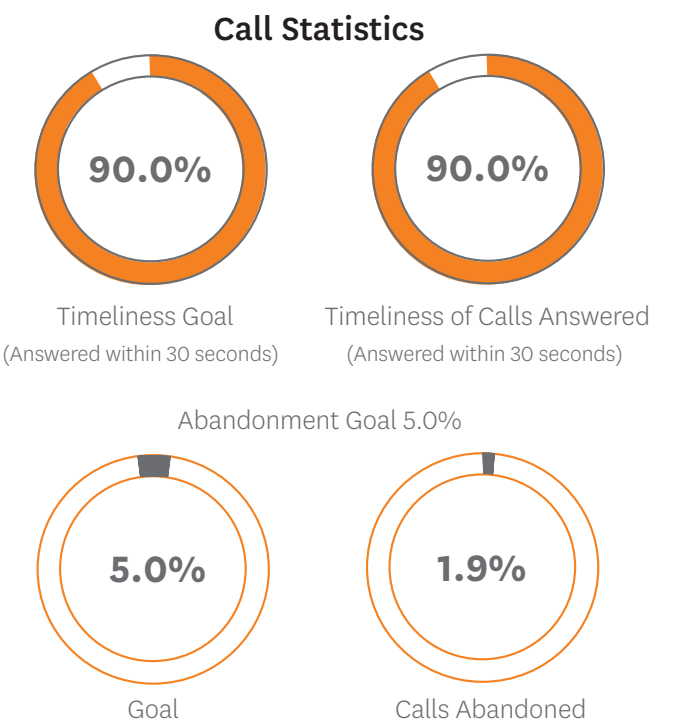 Call Statistics
90.0%
90.0%
Timeliness Goal
(Answered within 30 seconds)
Timeliness of Calls Answered
(Answered within 30 seconds)
Abandonment Goal 5.0%
5.0%
1.9%
Goal
Calls Abandoned